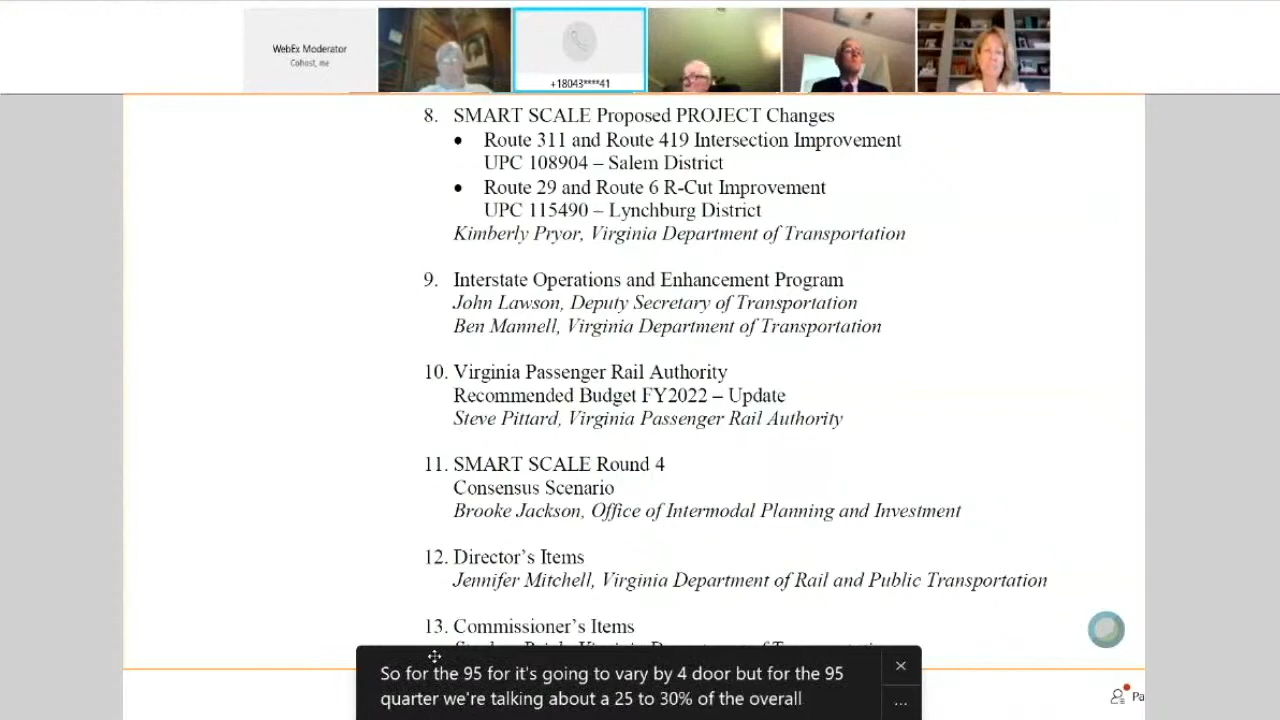 WebEx Moderator
Cohost, me
+18043****41
8. SMART SCALE Proposed PROJECT Changes
• Route 311 and Route 419 Intersection Improvement
UPC 108904 – Salem District
• Route 29 and Route 6 R-Cut Improvement
UPC 115490 – Lynchburg District
Kimberly Pryor, Virginia Department of Transportation
9. Interstate Operations and Enhancement Program
John Lawson, Deputy Secretary of Transportation
Ben Mannell, Virginia Department of Transportation
10. Virginia Passenger Rail Authority
Recommended Budget FY2022 – Update
Steve Pittard, Virginia Passenger Rail Authority
11. SMART SCALE Round 4
Consensus Scenario
Brooke Jackson, Office of Intermodal Planning and Investment
12. Director's Items
Jennifer Mitchell, Virginia Department of Rail and Public Transportation
13. Commissioner's Items
So for the 95 for it's going to vary by 4 door but for the 95
quarter we're talking about a 25 to 30% of the overall
Pa